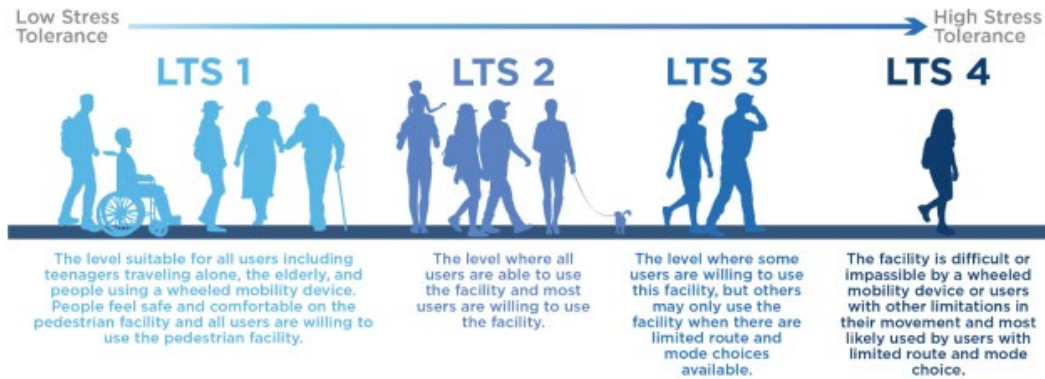 Low Stress
Tolerance
High Stress
Tolerance
LTS 1
LTS 2
LTS 3
LTS 4
The level suitable for all users including
teenagers traveling alone, the elderly, and
people using a wheeled mobility device.
People feel safe and comfortable on the
pedestrian facility and all users are willing to
use the pedestrian facility.
The level where all
users are able to use
the facility and most
users are willing to use
the facility.
The level where some
users are willing to use
this facility, but others
may only use the
facility when there are
limited route and
mode choices
available.
The facility is difficult or
impassible by a wheeled
mobility device or users
with other limitations in
their movement and most
likely used by users with
limited route and mode
choice.